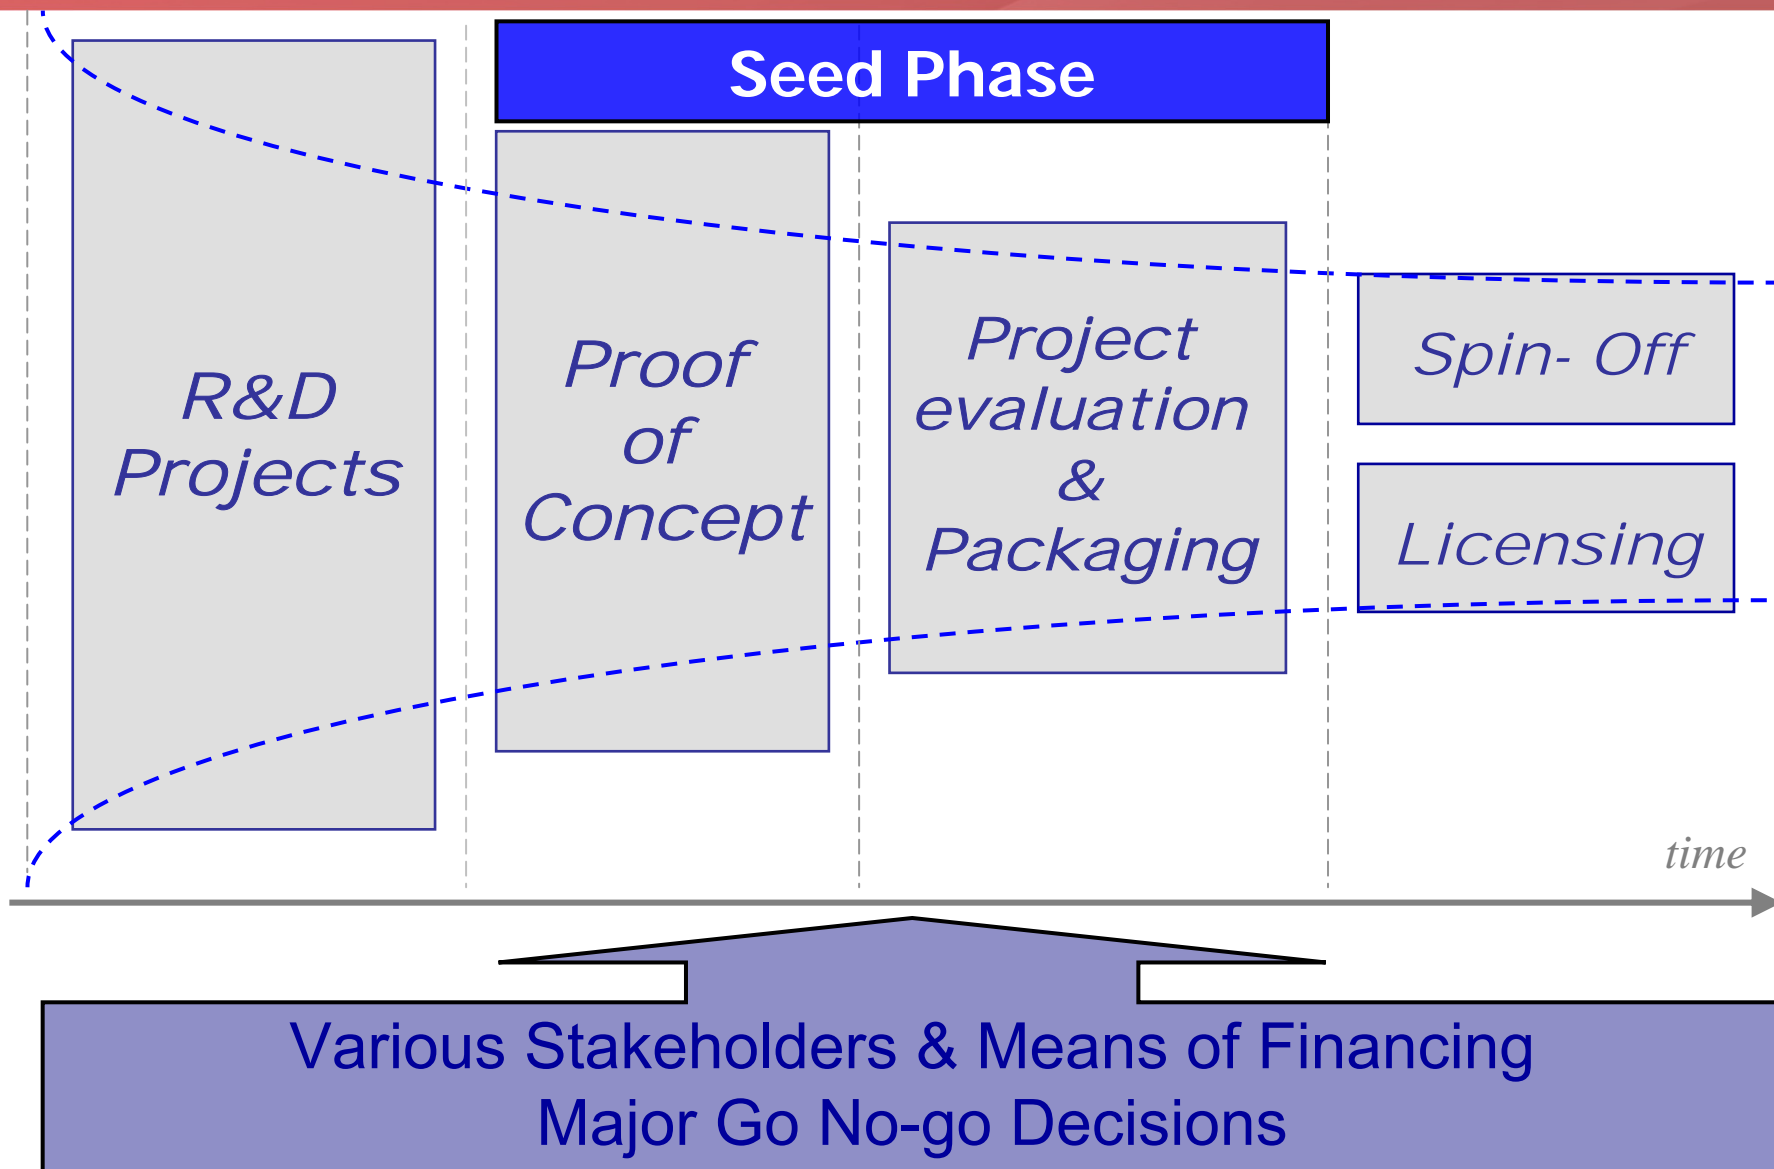 Seed Phase
R&D
Projects
Proof
of
Concept
Project
evaluation
&
Packaging
Spin- Off
Licensing
time
Various Stakeholders & Means of Financing
Major Go No-go Decisions